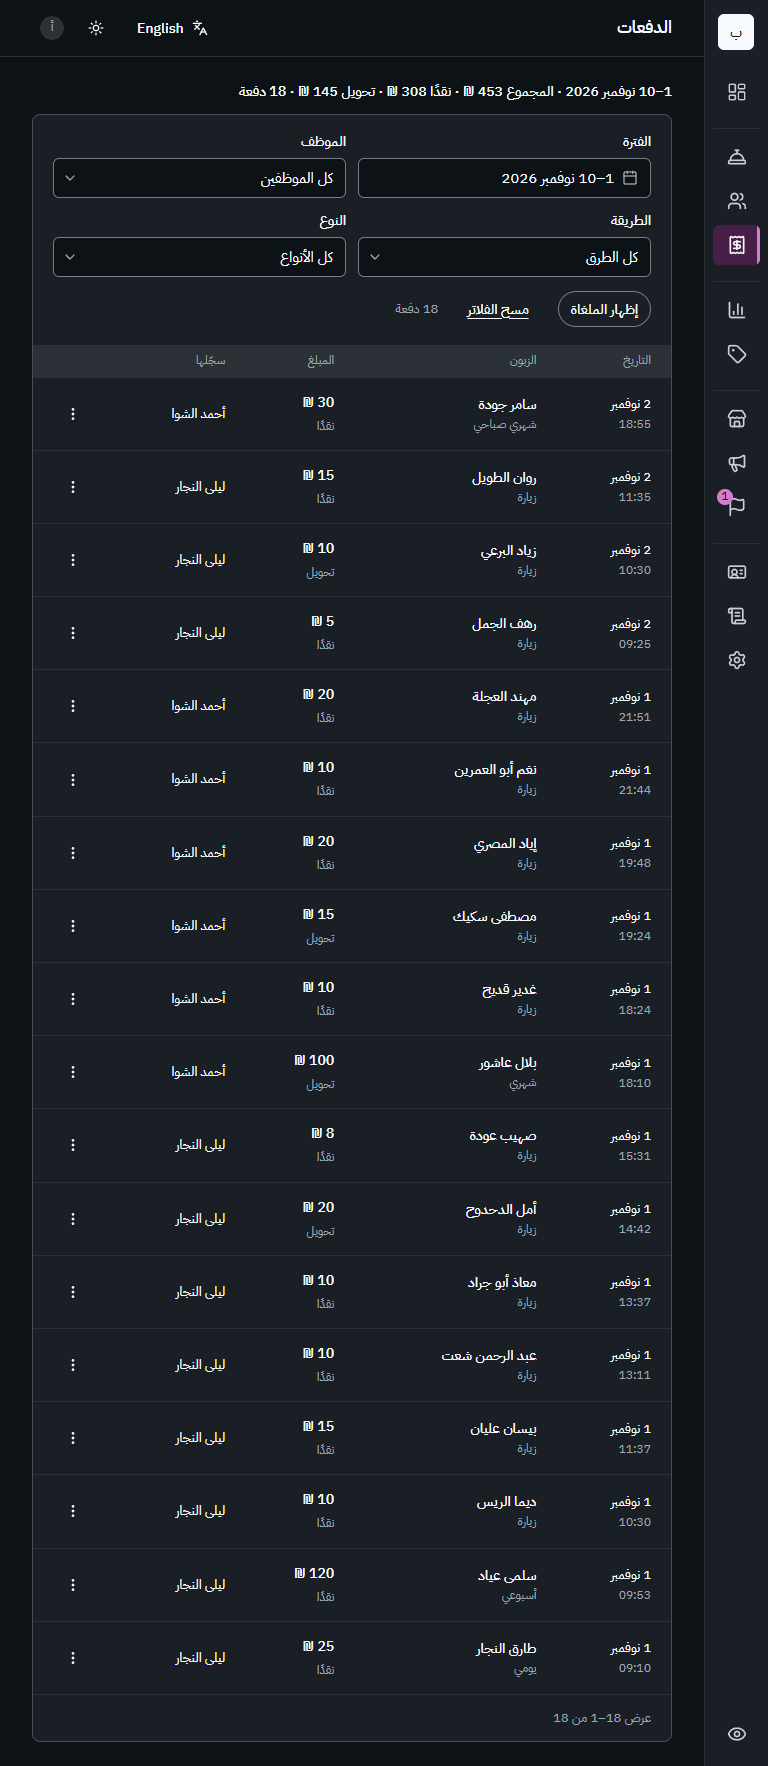 ب
الدفعات
English
أ
1–10 نوفمبر 2026 · المجموع 453 ₪ · نقدًا 308 ₪ · تحويل 145 ₪ · 18 دفعة
الفترة
الموظف
1–10 نوفمبر 2026
كل الموظفين
الطريقة
النوع
كل الطرق
كل الأنواع
إظهار الملغاة
مسح الفلاتر
18 دفعة
التاريخ الزبون المبلغ سجّلها
2 نوفمبر سامر جودة 30 ₪ أحمد الشوا
18:55 شهري صباحي نقدًا
2 نوفمبر روان الطويل 15 ₪ ليلى النجار
11:35 زيارة نقدًا
2 نوفمبر زياد البرعي 10 ₪ ليلى النجار
10:30 زيارة تحويل
2 نوفمبر رهف الجمل 5 ₪ ليلى النجار
09:25 زيارة نقدًا
1 نوفمبر مهند العجلة 20 ₪ أحمد الشوا
21:51 زيارة نقدًا
1 نوفمبر نغم أبو العمرين 10 ₪ أحمد الشوا
21:44 زيارة نقدًا
1 نوفمبر إياد المصري 20 ₪ أحمد الشوا
19:48 زيارة نقدًا
1 نوفمبر مصطفى سكيك 15 ₪ أحمد الشوا
19:24 زيارة تحويل
1 نوفمبر غدير قديح 10 ₪ أحمد الشوا
18:24 زيارة نقدًا
1 نوفمبر بلال عاشور 100 ₪ أحمد الشوا
18:10 شهري تحويل
1 نوفمبر صهيب عودة 8 ₪ ليلى النجار
15:31 زيارة نقدًا
1 نوفمبر أمل الدحدوح 20 ₪ ليلى النجار
14:42 زيارة تحويل
1 نوفمبر معاذ أبو جراد 10 ₪ ليلى النجار
13:37 زيارة نقدًا
1 نوفمبر عبد الرحمن شعت 10 ₪ ليلى النجار
13:11 زيارة نقدًا
1 نوفمبر بيسان عليان 15 ₪ ليلى النجار
11:37 زيارة نقدًا
1 نوفمبر ديما الريس 10 ₪ ليلى النجار
10:30 زيارة نقدًا
1 نوفمبر سلمى عياد 120 ₪ ليلى النجار
09:53 أسبوعي نقدًا
1 نوفمبر طارق النجار 25 ₪ ليلى النجار
09:10 يومي نقدًا
عرض 18–1 من 18
1